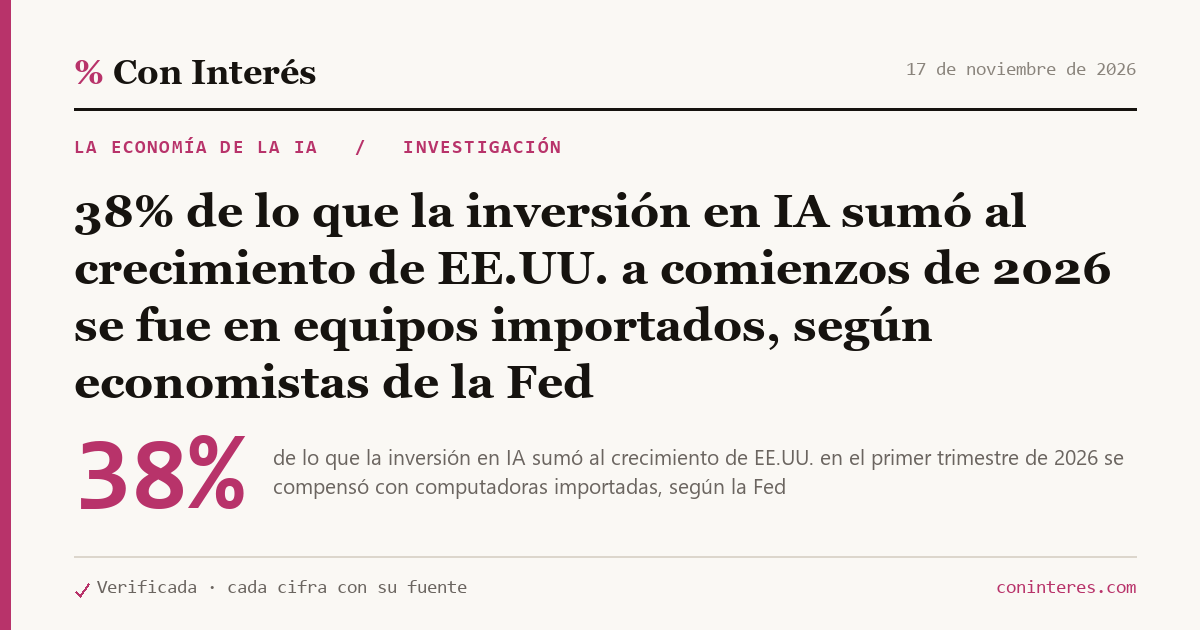 % Con Interés
17 de noviembre de 2026
LA ECONOMÍA DE LA IA / INVESTIGACIÓN
38% de lo que la inversión en IA sumó al
crecimiento de EE.UU. a comienzos de 2026
se fue en equipos importados, según
economistas de la Fed
38%
de lo que la inversión en IA sumó al crecimiento de EE.UU. en el primer trimestre de 2026 se
compensó con computadoras importadas, según la Fed
✓ Verificada · cada cifra con su fuente
coninteres.com